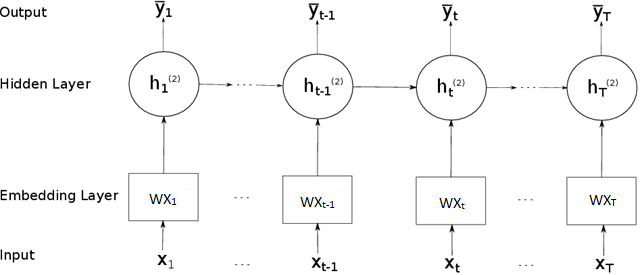 Output ȳ₁ ȳt-1 ȳt ȳT
Hidden Layer h₁⁽²⁾ ... ht-1⁽²⁾ ht⁽²⁾ ... hT⁽²⁾
Embedding Layer WX₁ ... WXt-1 WXt ... WXT
Input x₁ ... xt-1 xt ... xT